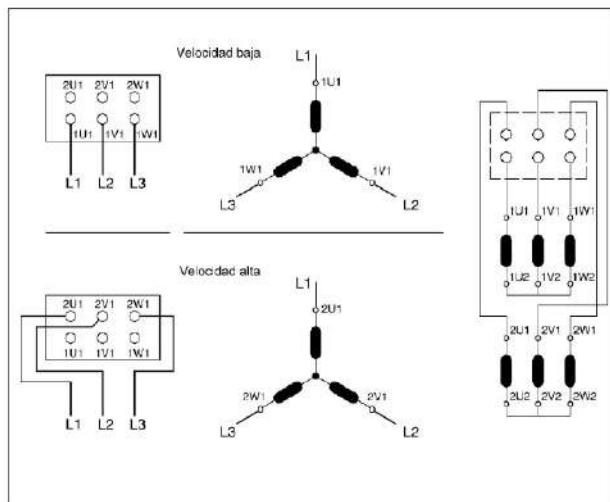 Velocidad baja
2U1 2V1 2W1
1U1 1V1 1W1
L1 L2 L3
L1
1U1
1W1 1V1
L3 L2
Velocidad alta
2U1 2V1 2W1
1U1 1V1 1W1
L1 L2 L3
L1
2U1
2W1 2V1
L3 L2
1U1 1V1 1W1
1U2 1V2 1W2
2U1 2V1 2W1
2U2 2V2 2W2